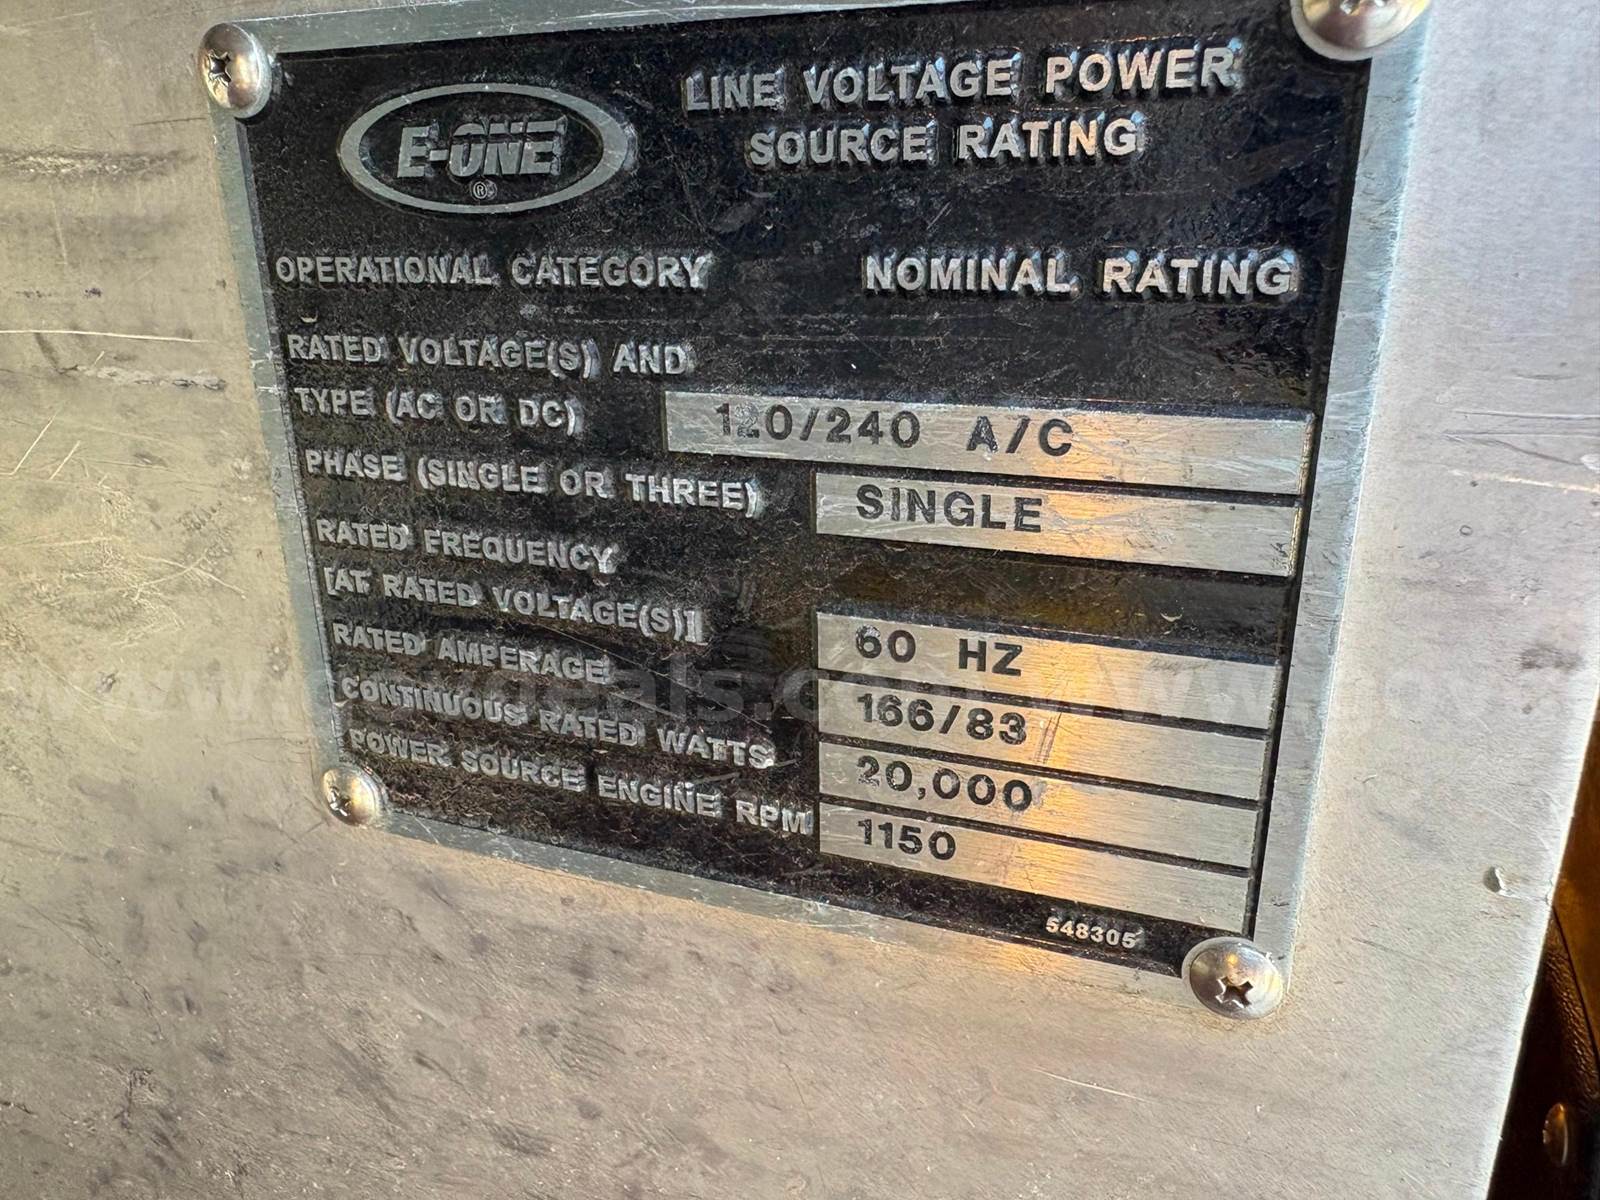 E-ONE
®
LINE VOLTAGE POWER
SOURCE RATING
OPERATIONAL CATEGORY NOMINAL RATING
RATED VOLTAGE(S) AND
TYPE (AC OR DC) 120/240 A/C
PHASE (SINGLE OR THREE) SINGLE
RATED FREQUENCY
[AT RATED VOLTAGE(S)] 60 HZ
RATED AMPERAGE 166/83
CONTINUOUS RATED WATTS 20,000
POWER SOURCE ENGINE RPM 1150
548305